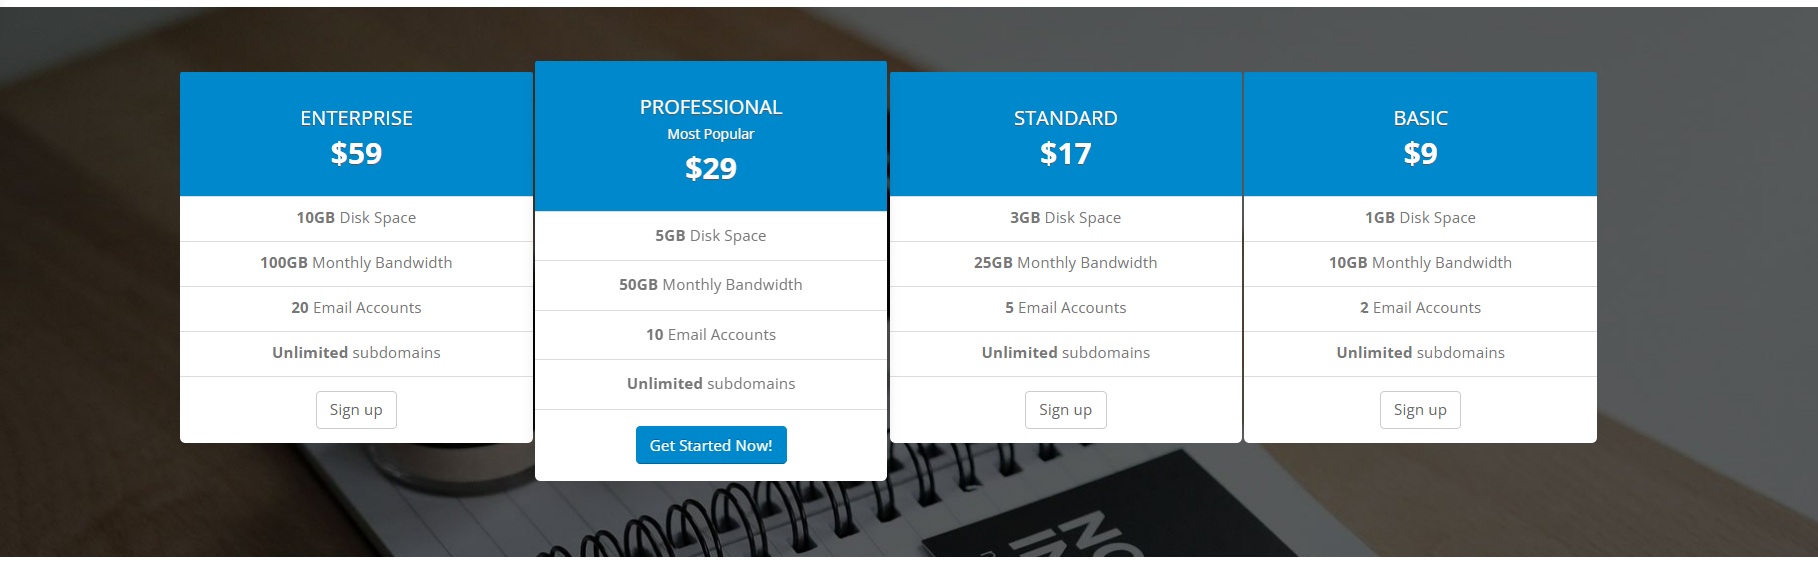 ENTERPRISE
$59
10GB Disk Space
100GB Monthly Bandwidth
20 Email Accounts
Unlimited subdomains
Sign up
PROFESSIONAL
Most Popular
$29
5GB Disk Space
50GB Monthly Bandwidth
10 Email Accounts
Unlimited subdomains
Get Started Now!
STANDARD
$17
3GB Disk Space
25GB Monthly Bandwidth
5 Email Accounts
Unlimited subdomains
Sign up
BASIC
$9
1GB Disk Space
10GB Monthly Bandwidth
2 Email Accounts
Unlimited subdomains
Sign up